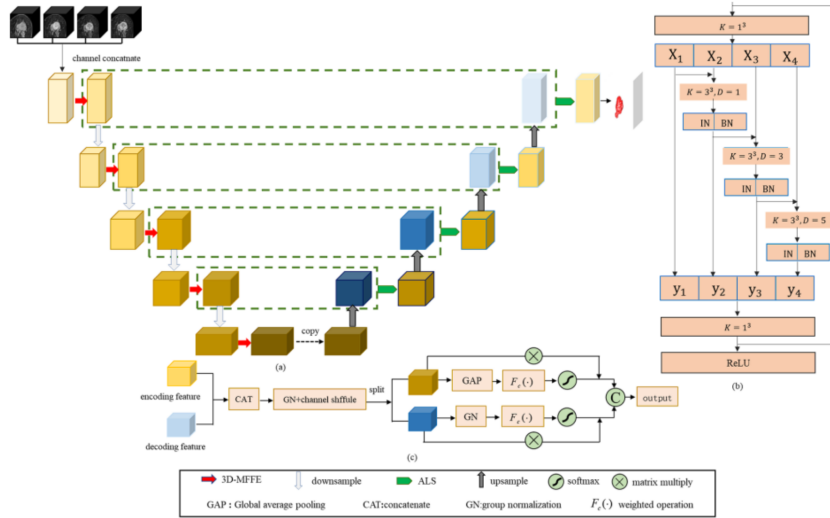 channel concatnate
copy
(a)
encoding feature
decoding feature
CAT
GN+channel shffule
split
GAP
F_c(·)
GN
F_c(·)
C
output
(c)
K = 1³
X₁ X₂ X₃ X₄
K = 3³, D = 1
IN BN
K = 3³, D = 3
IN BN
K = 3³, D = 5
IN BN
y₁ y₂ y₃ y₄
K = 1³
ReLU
(b)
3D-MFFE downsample ALS upsample softmax matrix multiply
GAP : Global average pooling CAT:concatenate GN:group normalization F_c(·) weighted operation